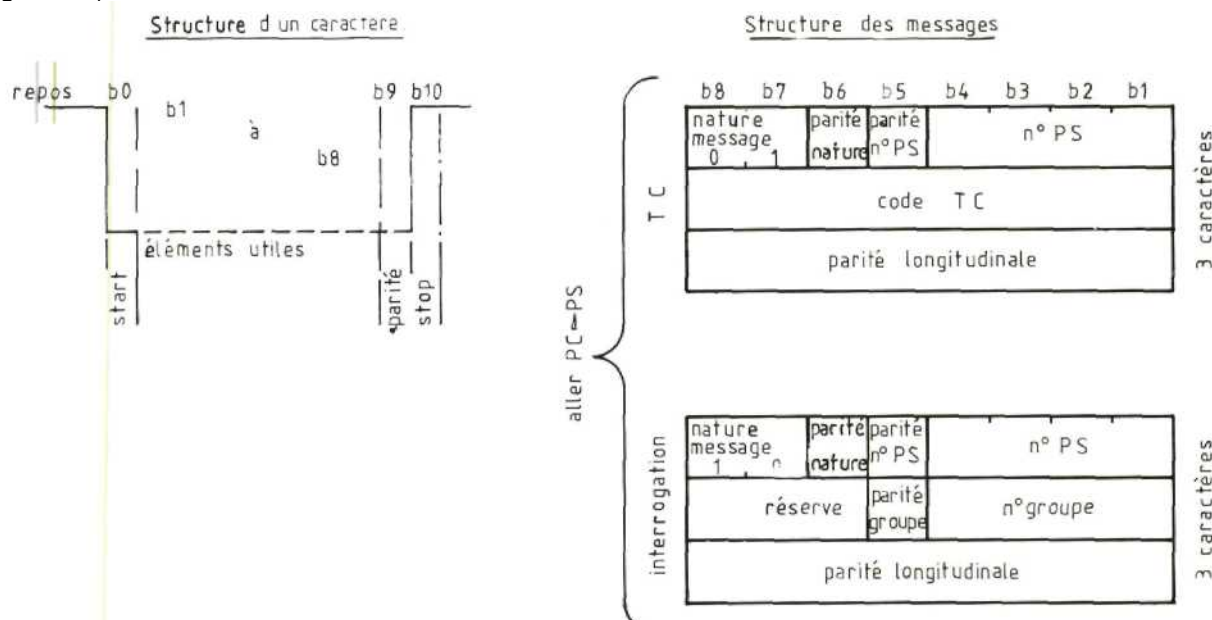 Structure d un caractere
repos
b0
b1
à
b8
b9
b10
éléments utiles
start
parité
stop
Structure des messages
aller PC PS
b8 b7 b6 b5 b4 b3 b2 b1
TC
nature message 0 1
parité nature
parité n° PS
n° PS
code TC
parité longitudinale
3 caractères
interrogation
nature message 1
parité nature
parité n° PS
n° PS
réserve
parité groupe
n° groupe
parité longitudinale
3 caractères